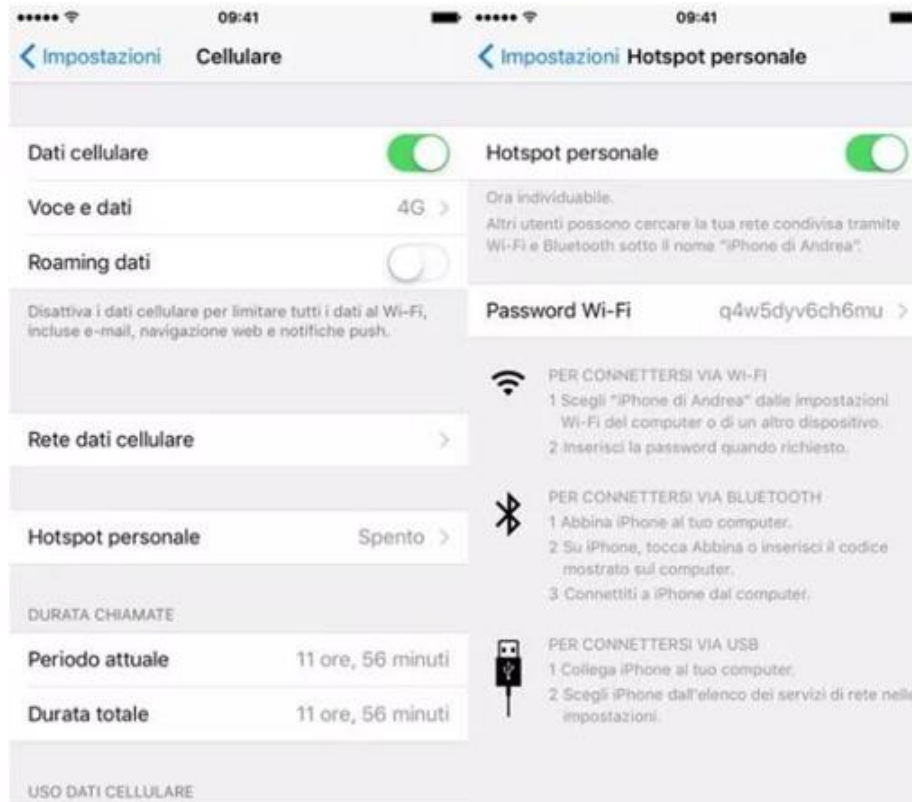 09:41
Impostazioni
Cellulare
Dati cellulare
Voce e dati
4G
Roaming dati
Disattiva i dati cellulare per limitare tutti i dati al Wi-Fi,
incluse e-mail, navigazione web e notifiche push.
Rete dati cellulare
Hotspot personale
Spento
DURATA CHIAMATE
Periodo attuale
11 ore, 56 minuti
Durata totale
11 ore, 56 minuti
USO DATI CELLULARE
09:41
Impostazioni
Hotspot personale
Hotspot personale
Ora individuabile.
Altri utenti possono cercare la tua rete condivisa tramite
Wi-Fi e Bluetooth sotto il nome "iPhone di Andrea".
Password Wi-Fi
q4w5dyv6ch6mu
PER CONNETTERSI VIA WI-FI
1 Scegli "iPhone di Andrea" dalle impostazioni
Wi-Fi del computer o di un altro dispositivo.
2 Inserisci la password quando richiesto.
PER CONNETTERSI VIA BLUETOOTH
1 Abbina iPhone al tuo computer.
2 Su iPhone, tocca Abbina o inserisci il codice
mostrato sul computer.
3 Connettiti a iPhone dal computer.
PER CONNETTERSI VIA USB
1 Collega iPhone al tuo computer.
2 Scegli iPhone dall'elenco dei servizi di rete nelle
impostazioni.